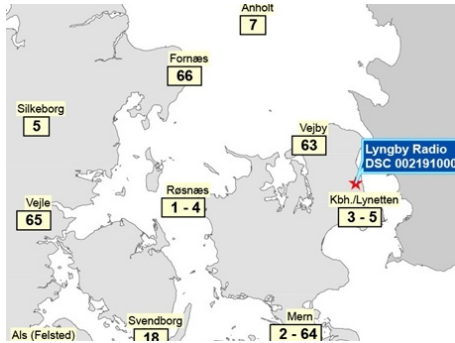 Anholt
7
Fornæs
66
Silkeborg
5
Vejby
63
Lyngby Radio
DSC 002191000
Røsnæs
1 - 4
Kbh./Lynetten
3 - 5
Vejle
65
Svendborg
18
Mern
2 - 64
Als (Felsted)